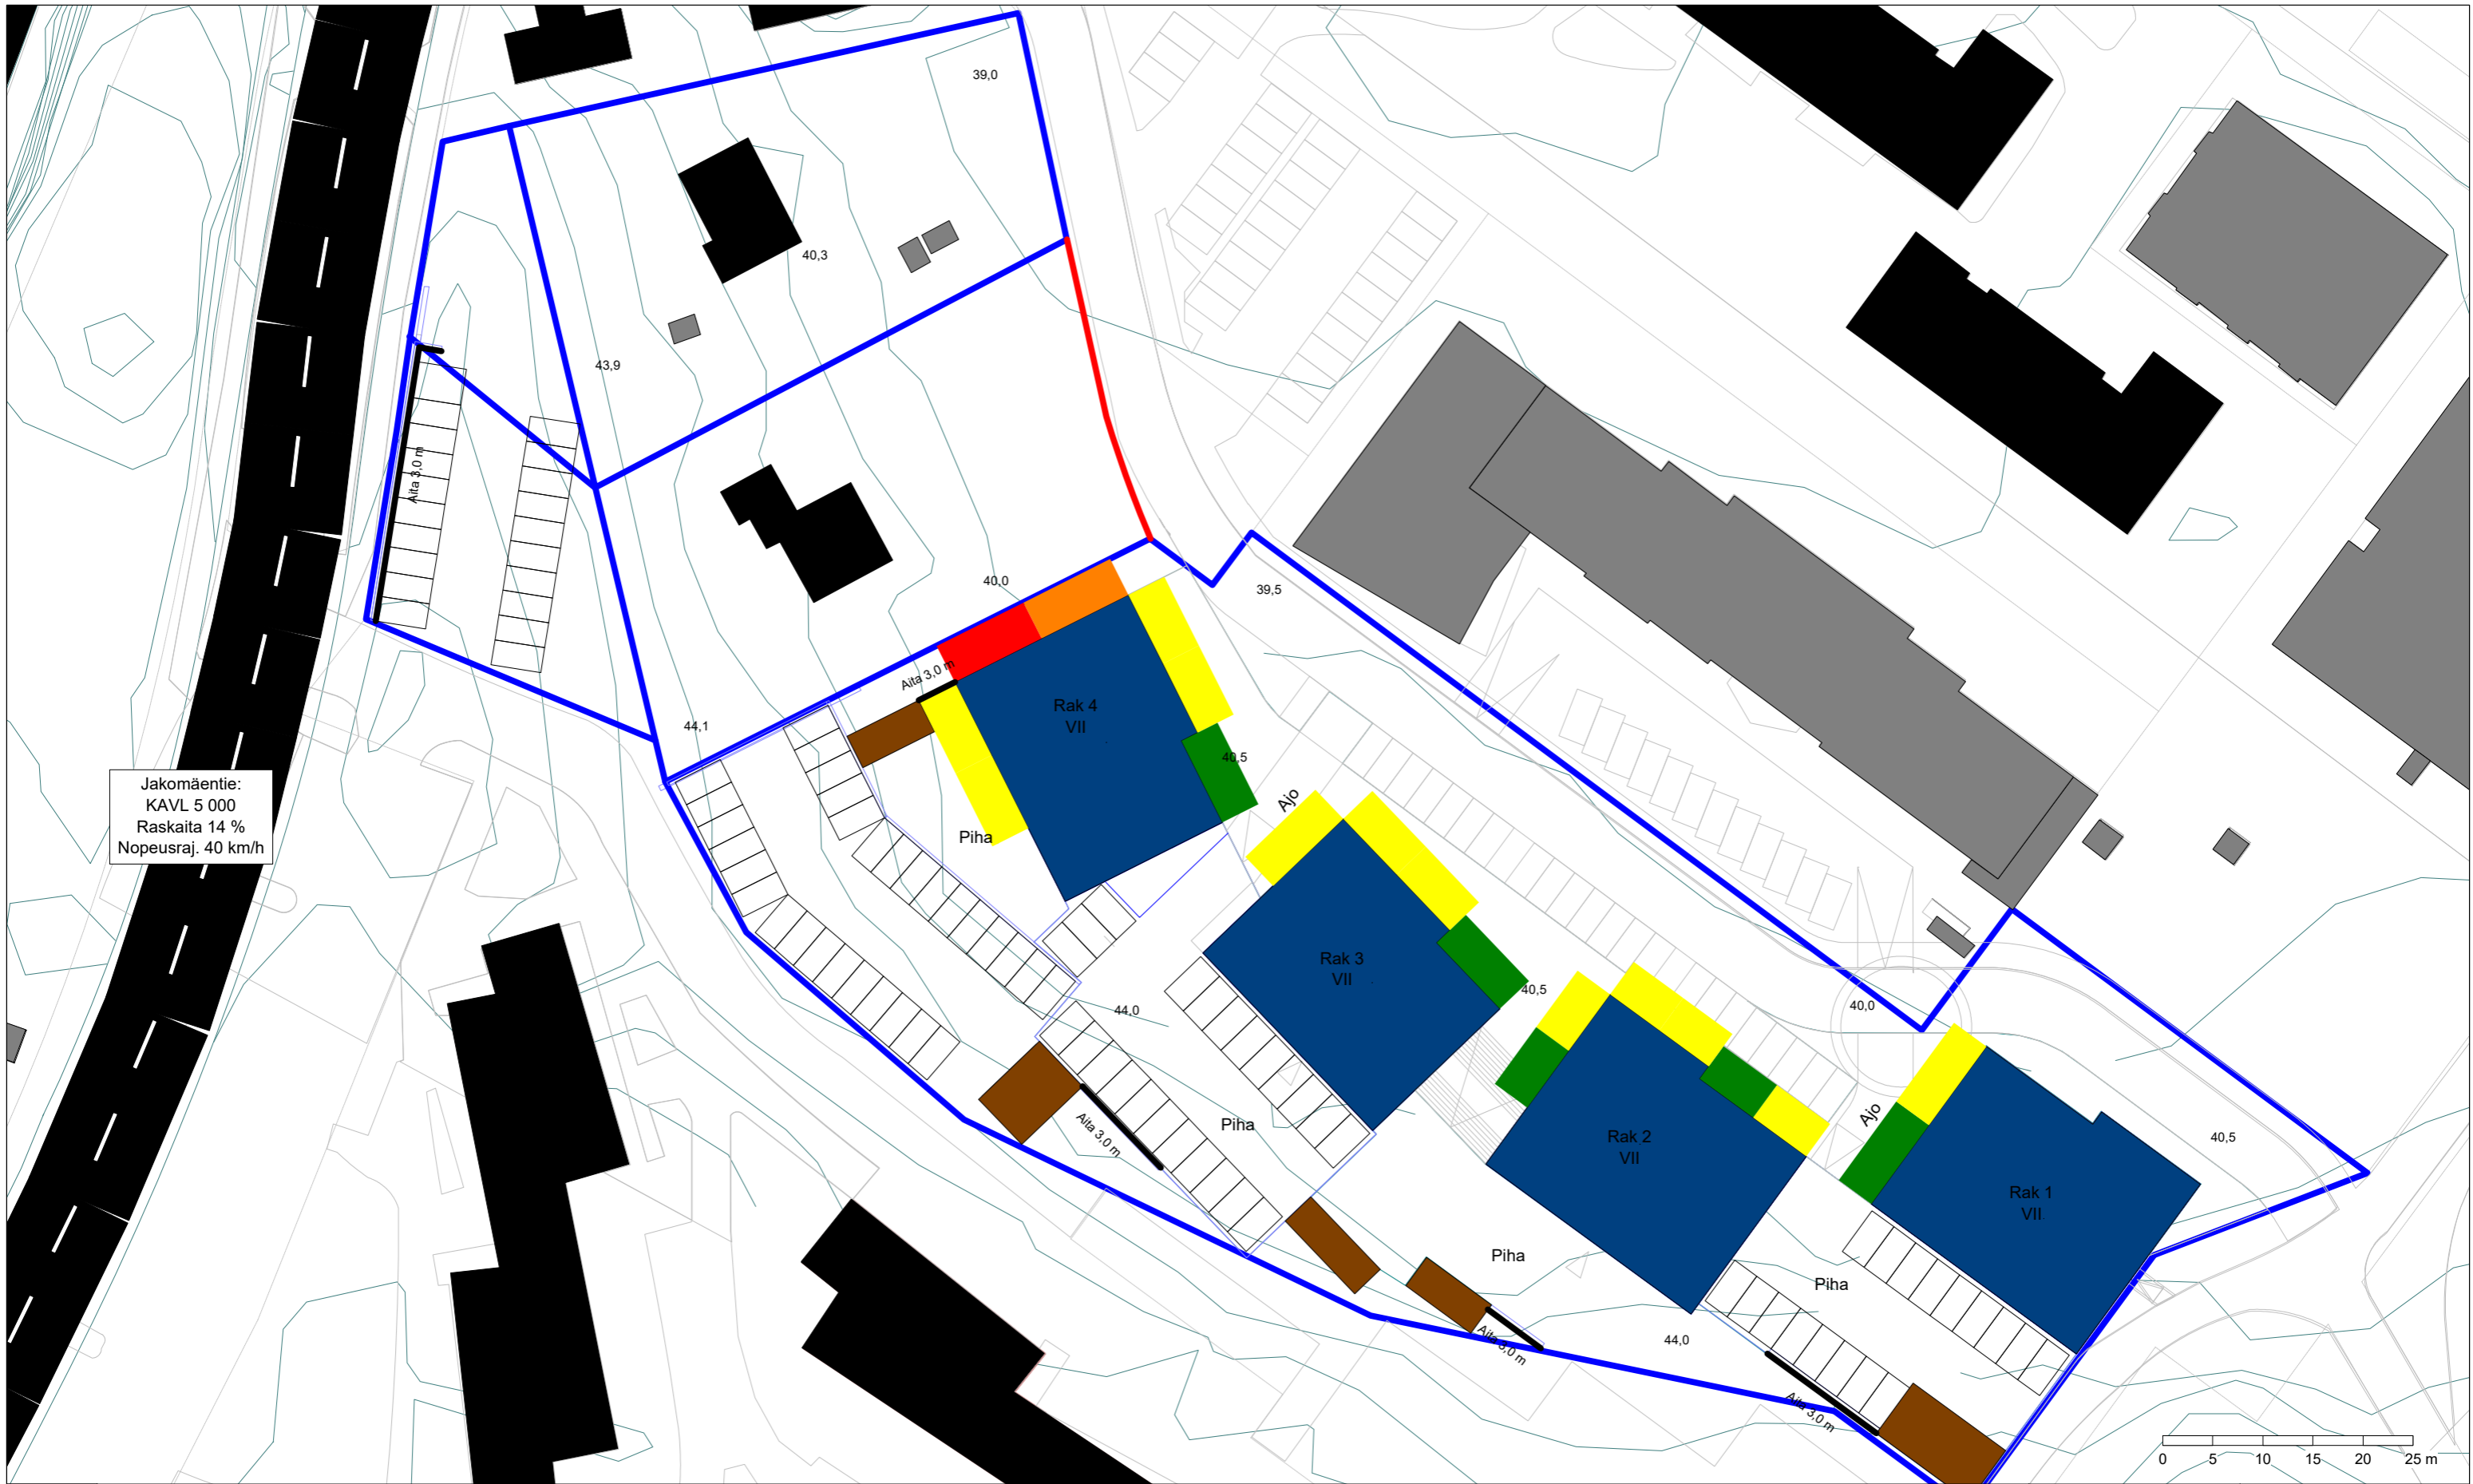 39,0
40,3
43,9
Aita 3,0 m
40,0
39,5
Aita 3,0 m
Rak 4
VII
44,1
40,5
Jakomäentie:
KAVL 5 000
Raskaita 14 %
Nopeusraj. 40 km/h
Ajo
Piha
Rak 3
VII
40,5
44,0
40,0
Aita 3,0 m
Piha
Ajo
Rak 2
VII
40,5
Rak 1
VII
Piha
Piha
Aita 3,0 m
44,0
Aita 3,0 m
0 5 10 15 20 25 m